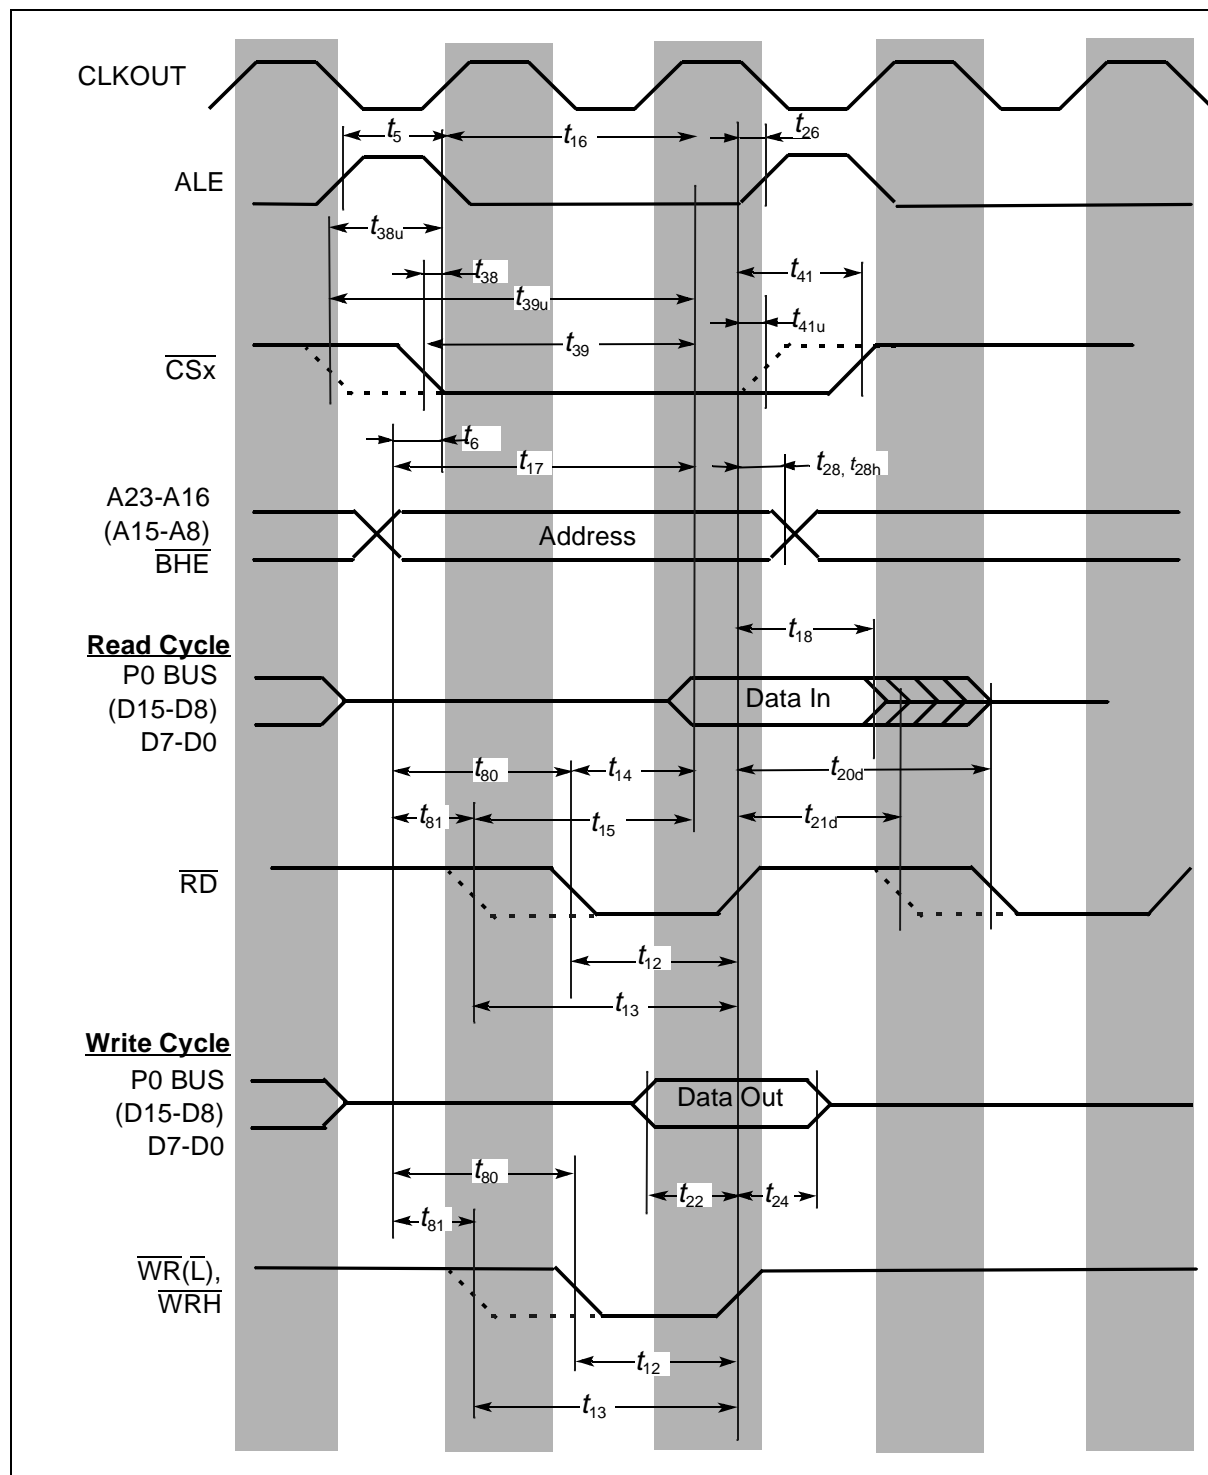 CLKOUT
t5
t16
t26
ALE
t38u
t38
t41
t39u
t41u
t39
CSx
t6
t17
t28, t28h
A23-A16
(A15-A8)
BHE
Address
t18
Read Cycle
P0 BUS
(D15-D8)
D7-D0
Data In
t80
t14
t20d
t81
t15
t21d
RD
t12
t13
Write Cycle
P0 BUS
(D15-D8)
D7-D0
Data Out
t80
t22
t24
t81
WR(L),
WRH
t12
t13